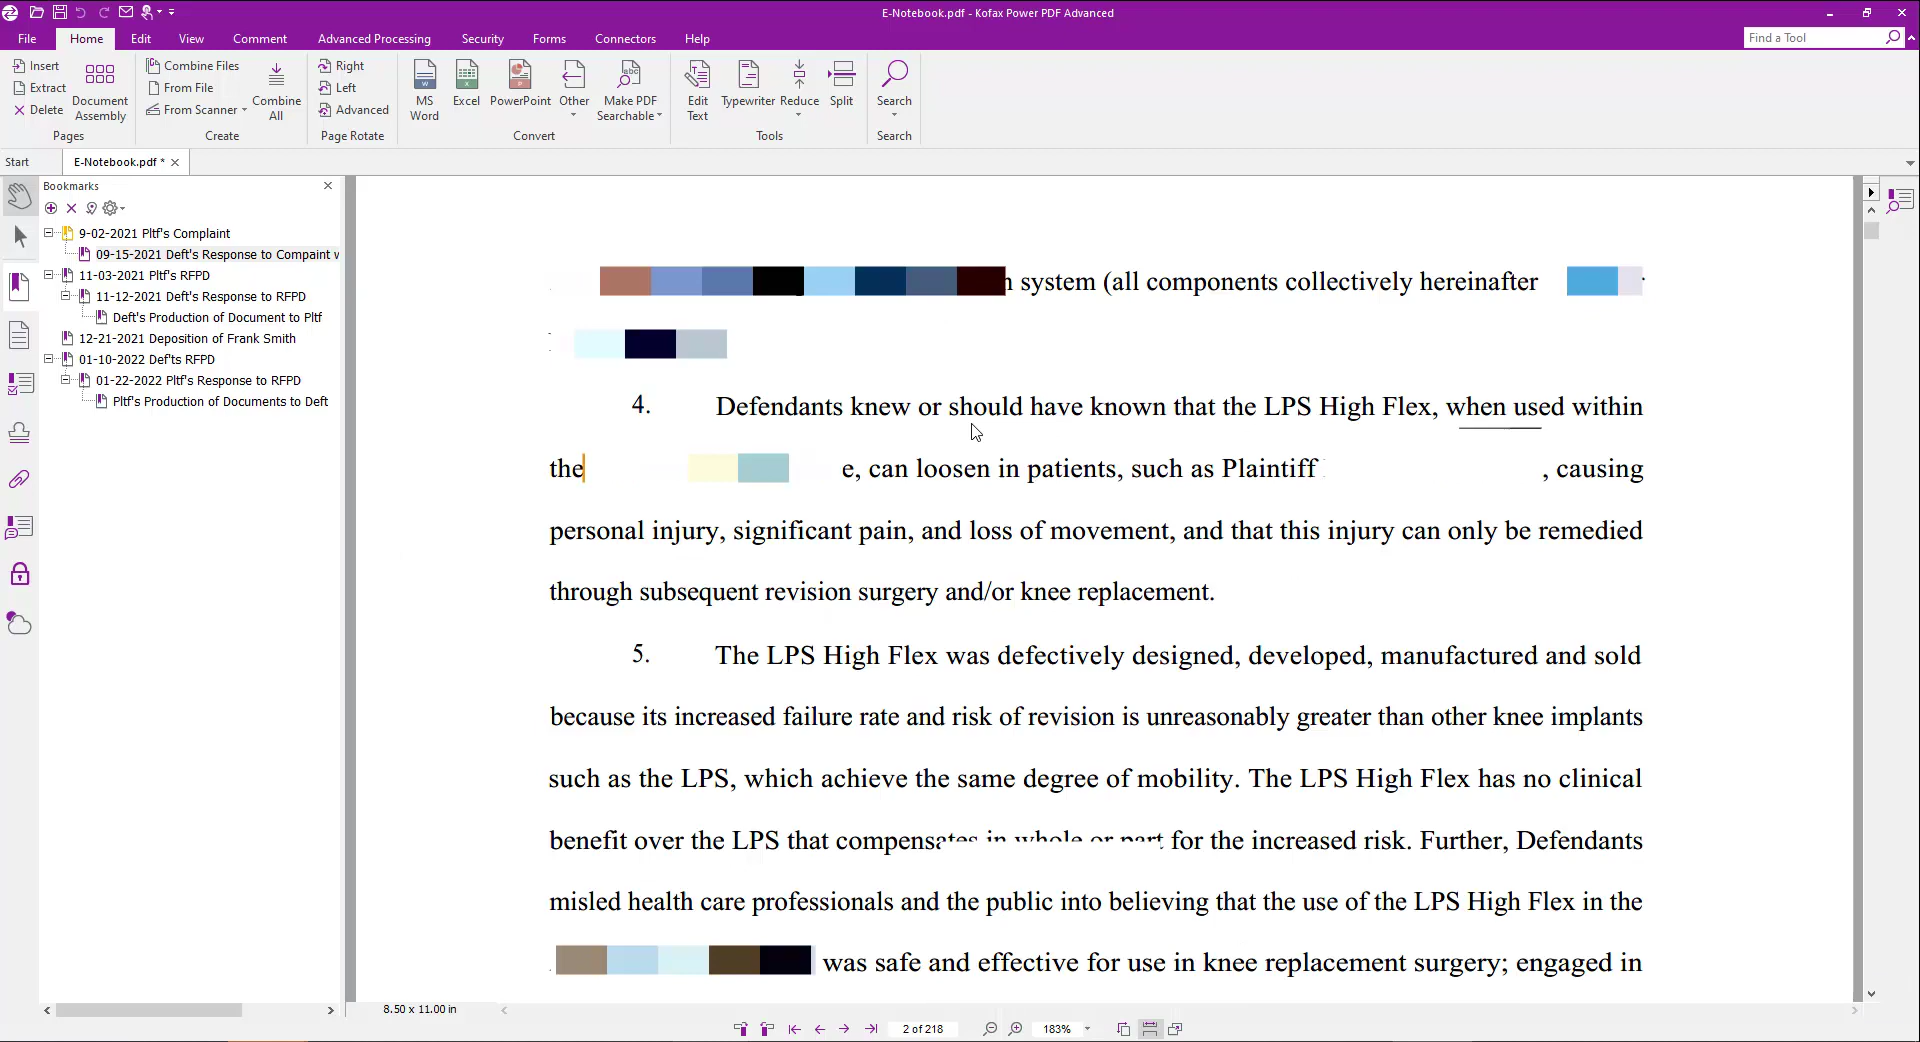 E-Notebook.pdf - Kofax Power PDF Advanced
File Home Edit View Comment Advanced Processing Security Forms Connectors Help
Find a Tool
Insert
Extract
Delete
Document Assembly
Pages
Combine Files
From File
From Scanner
Combine All
Create
Right
Left
Advanced
Page Rotate
MS Word
Excel
PowerPoint
Other
Make PDF Searchable
Convert
Edit Text
Typewriter
Reduce
Split
Tools
Search
Search
Start
E-Notebook.pdf *
Bookmarks
9-02-2021 Pltf's Complaint
09-15-2021 Deft's Response to Compaint w
11-03-2021 Pltf's RFPD
11-12-2021 Deft's Response to RFPD
Deft's Production of Document to Pltf
12-21-2021 Deposition of Frank Smith
01-10-2022 Def'ts RFPD
01-22-2022 Pltf's Response to RFPD
Pltf's Production of Documents to Deft
system (all components collectively hereinafter
4. Defendants knew or should have known that the LPS High Flex, when used within
the e, can loosen in patients, such as Plaintiff , causing
personal injury, significant pain, and loss of movement, and that this injury can only be remedied
through subsequent revision surgery and/or knee replacement.
5. The LPS High Flex was defectively designed, developed, manufactured and sold
because its increased failure rate and risk of revision is unreasonably greater than other knee implants
such as the LPS, which achieve the same degree of mobility. The LPS High Flex has no clinical
benefit over the LPS that compensates in whole or part for the increased risk. Further, Defendants
misled health care professionals and the public into believing that the use of the LPS High Flex in the
was safe and effective for use in knee replacement surgery; engaged in
8.50 x 11.00 in
2 of 218
183%